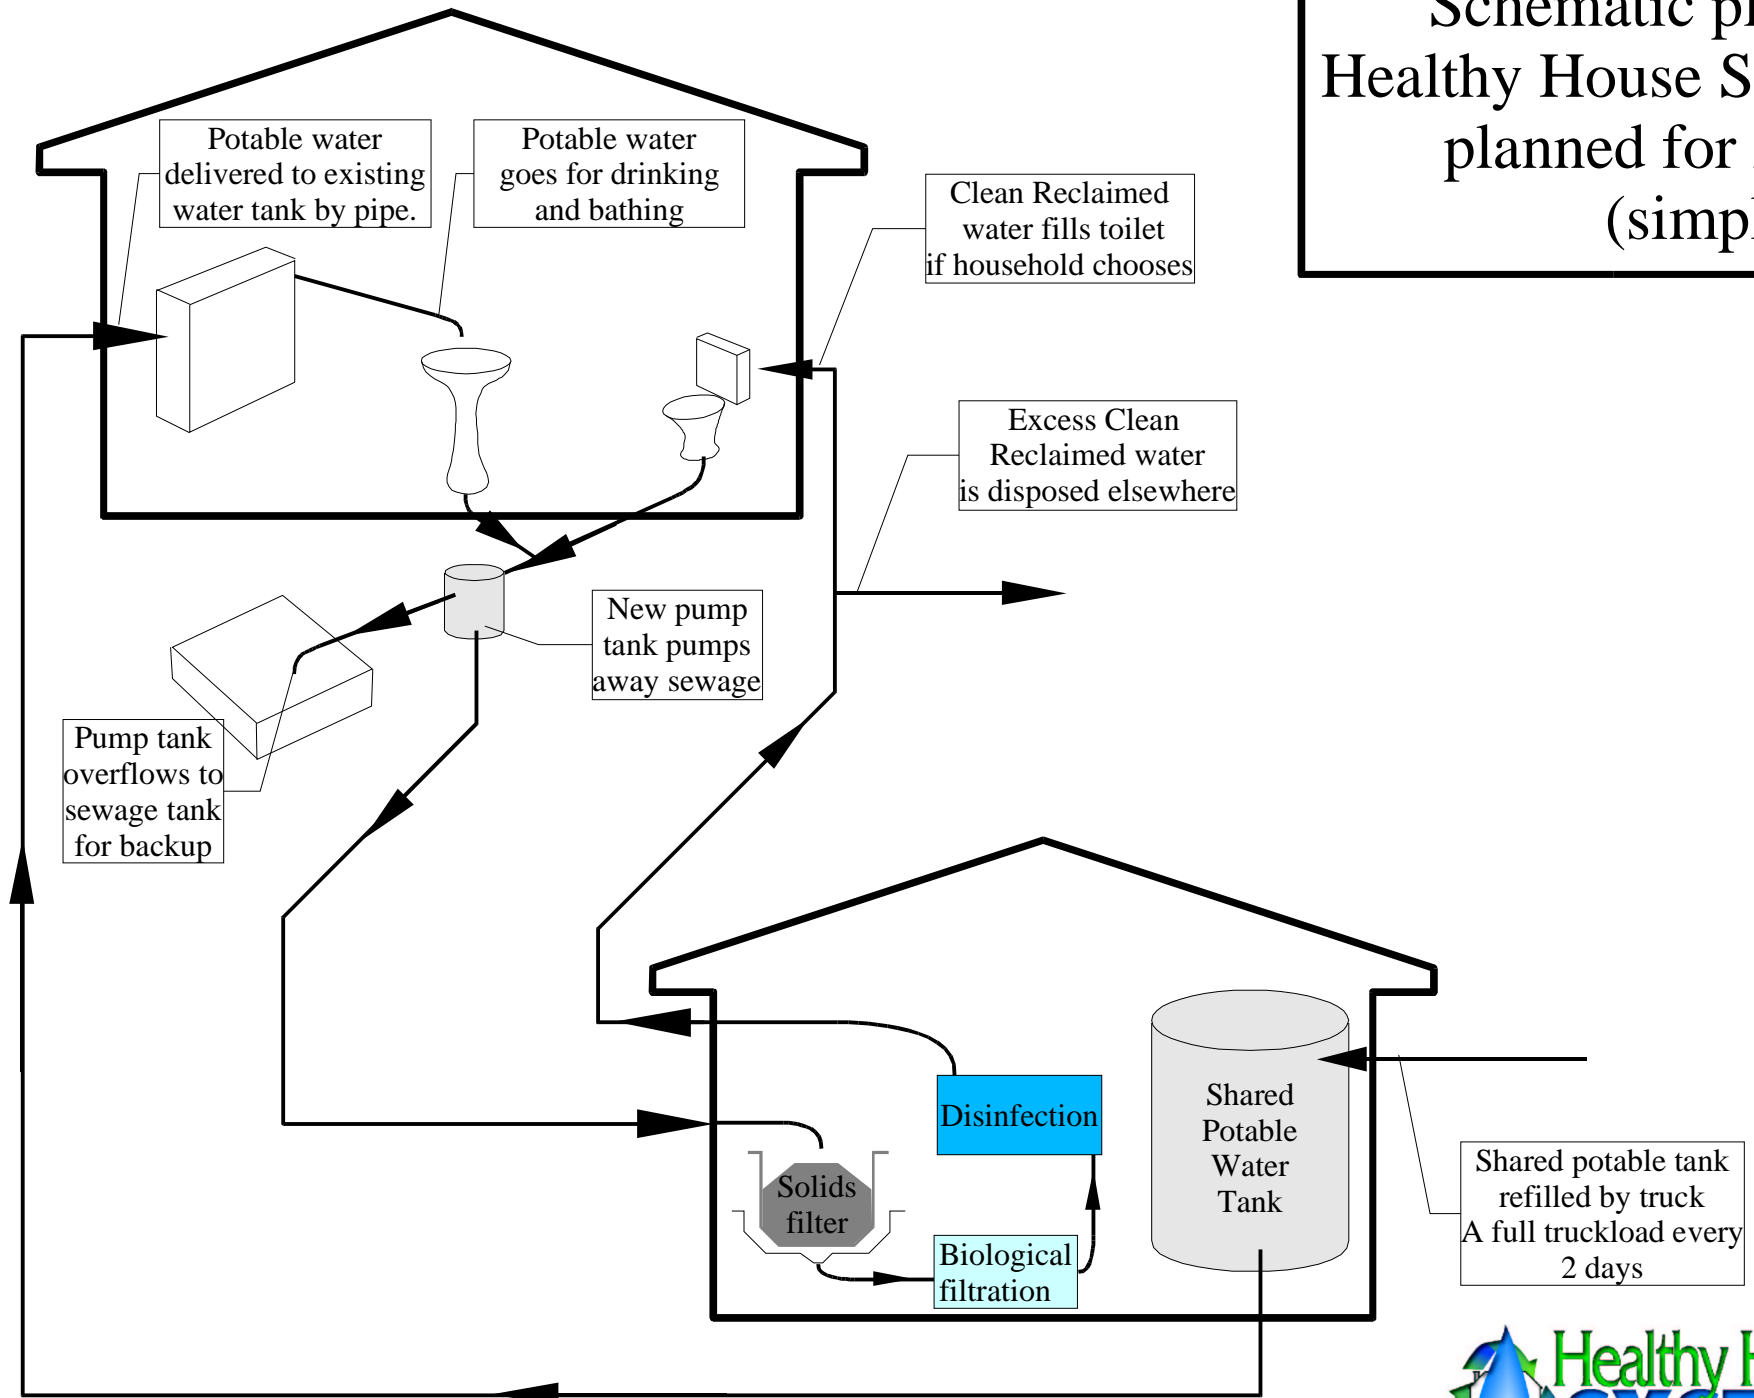 Schematic
Healthy House
planned for
Potable water
delivered to existing
water tank by pipe.
Potable water
goes for drinking
and bathing
Clean Reclaimed
water fills toilet
if household chooses
Excess Clean
Reclaimed water
is disposed elsewhere
New pump
tank pumps
away sewage
Pump tank
overflows to
sewage tank
for backup
Disinfection
Solids
filter
Biological
filtration
Shared
Potable
Water
Tank
Shared potable tank
refilled by truck
A full truckload every
2 days
Healthy